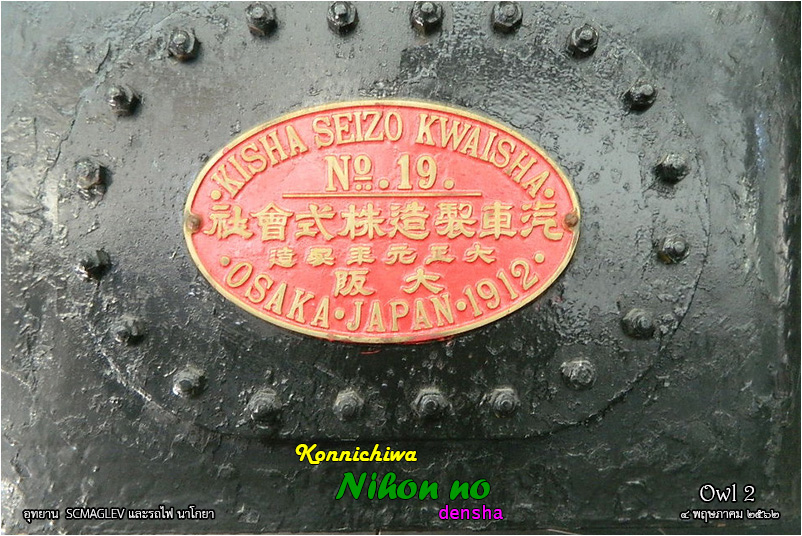 KISHA SEIZO KWAISHA
No. 19.
社會式株造製車汽
造製年元正大
阪大
OSAKA · JAPAN · 1912
Konnichiwa
Nihon no
densha
Owl 2
อุทยาน SCMAGLEV และรถไฟ นาโกยา
๔ พฤษภาคม ๒๕๖๒